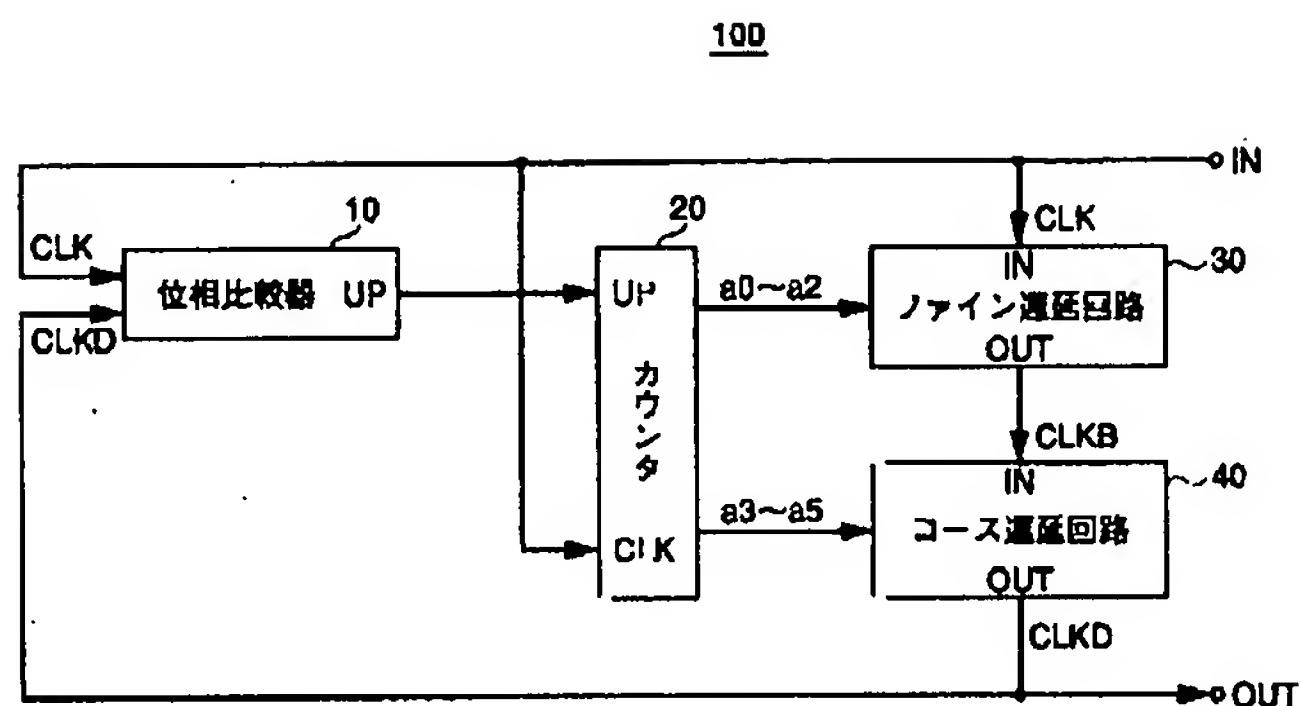 100
IN
CLK
10
20
CLK
位相比較器 UP
CLKD
UP
カウンタ
CLK
a0～a2
a3～a5
IN
30
ファイン遅延回路
OUT
CLKB
IN
40
コース遅延回路
OUT
CLKD
OUT